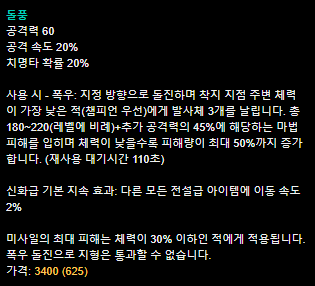 돌풍
공격력 60
공격 속도 20%
치명타 확률 20%
사용 시 - 폭우: 지정 방향으로 돌진하며 착지 지점 주변 체력
이 가장 낮은 적(챔피언 우선)에게 발사체 3개를 날립니다. 총
180~220(레벨에 비례)+추가 공격력의 45%에 해당하는 마법
피해를 입히며 체력이 낮을수록 피해량이 최대 50%까지 증가
합니다. (재사용 대기시간 110초)
신화급 기본 지속 효과: 다른 모든 전설급 아이템에 이동 속도
2%
미사일의 최대 피해는 체력이 30% 이하인 적에게 적용됩니다.
폭우 돌진으로 지형은 통과할 수 없습니다.
가격: 3400 (625)